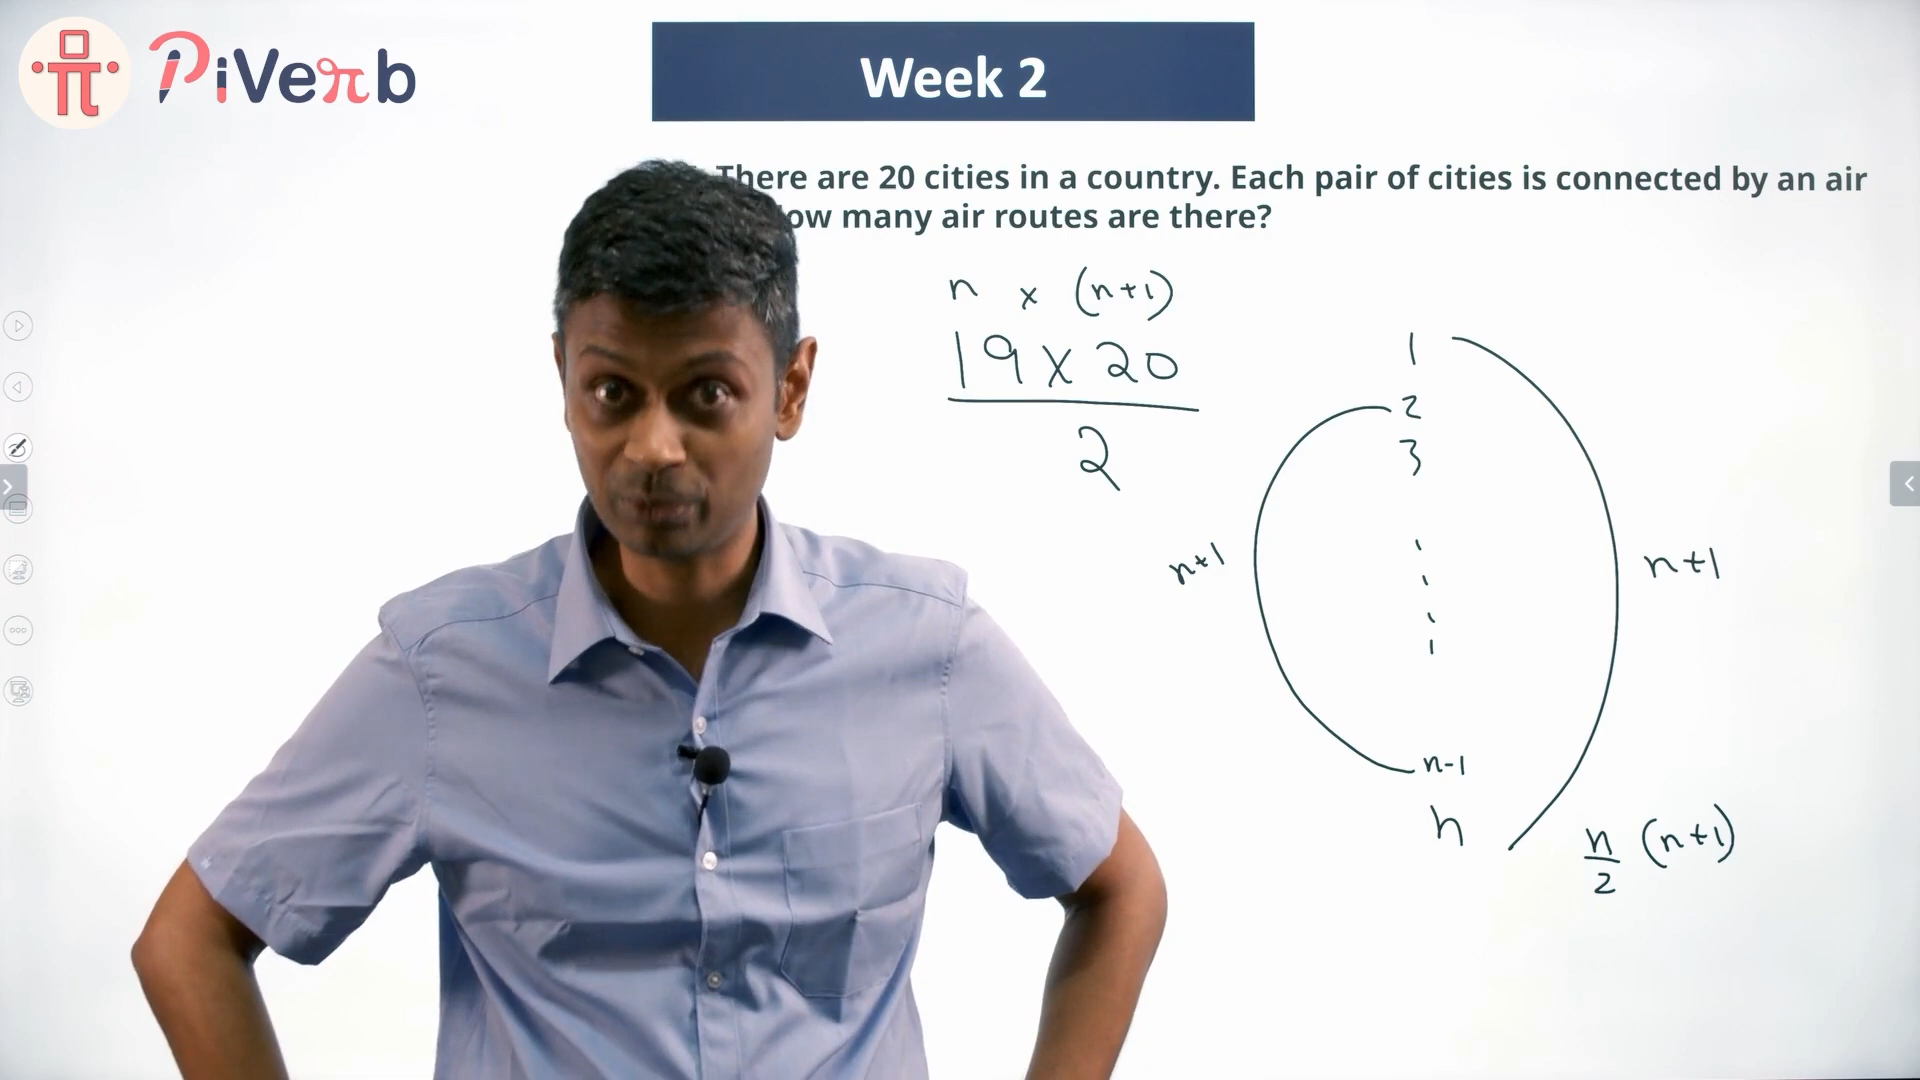 PiVerb
Week 2
There are 20 cities in a country. Each pair of cities is connected by an air
many air routes are there?
n x (n+1)
19 x 20
2
1
2
3
n+1
n+1
n-1
n
n/2 (n+1)